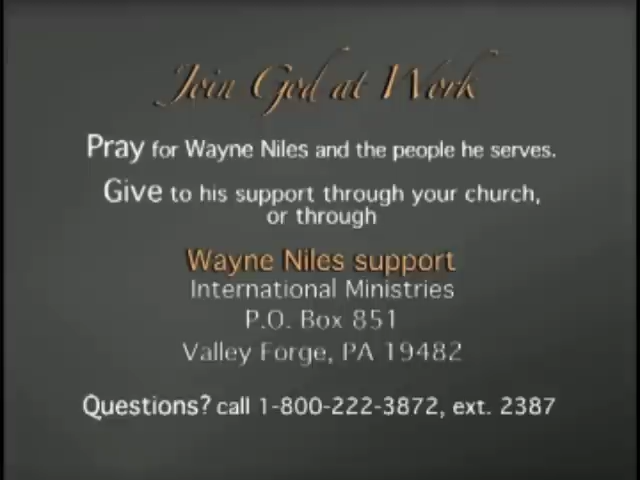 Join God at Work
Pray for Wayne Niles and the people he serves.
Give to his support through your church,
or through
Wayne Niles support
International Ministries
P.O. Box 851
Valley Forge, PA 19482
Questions? call 1-800-222-3872, ext. 2387